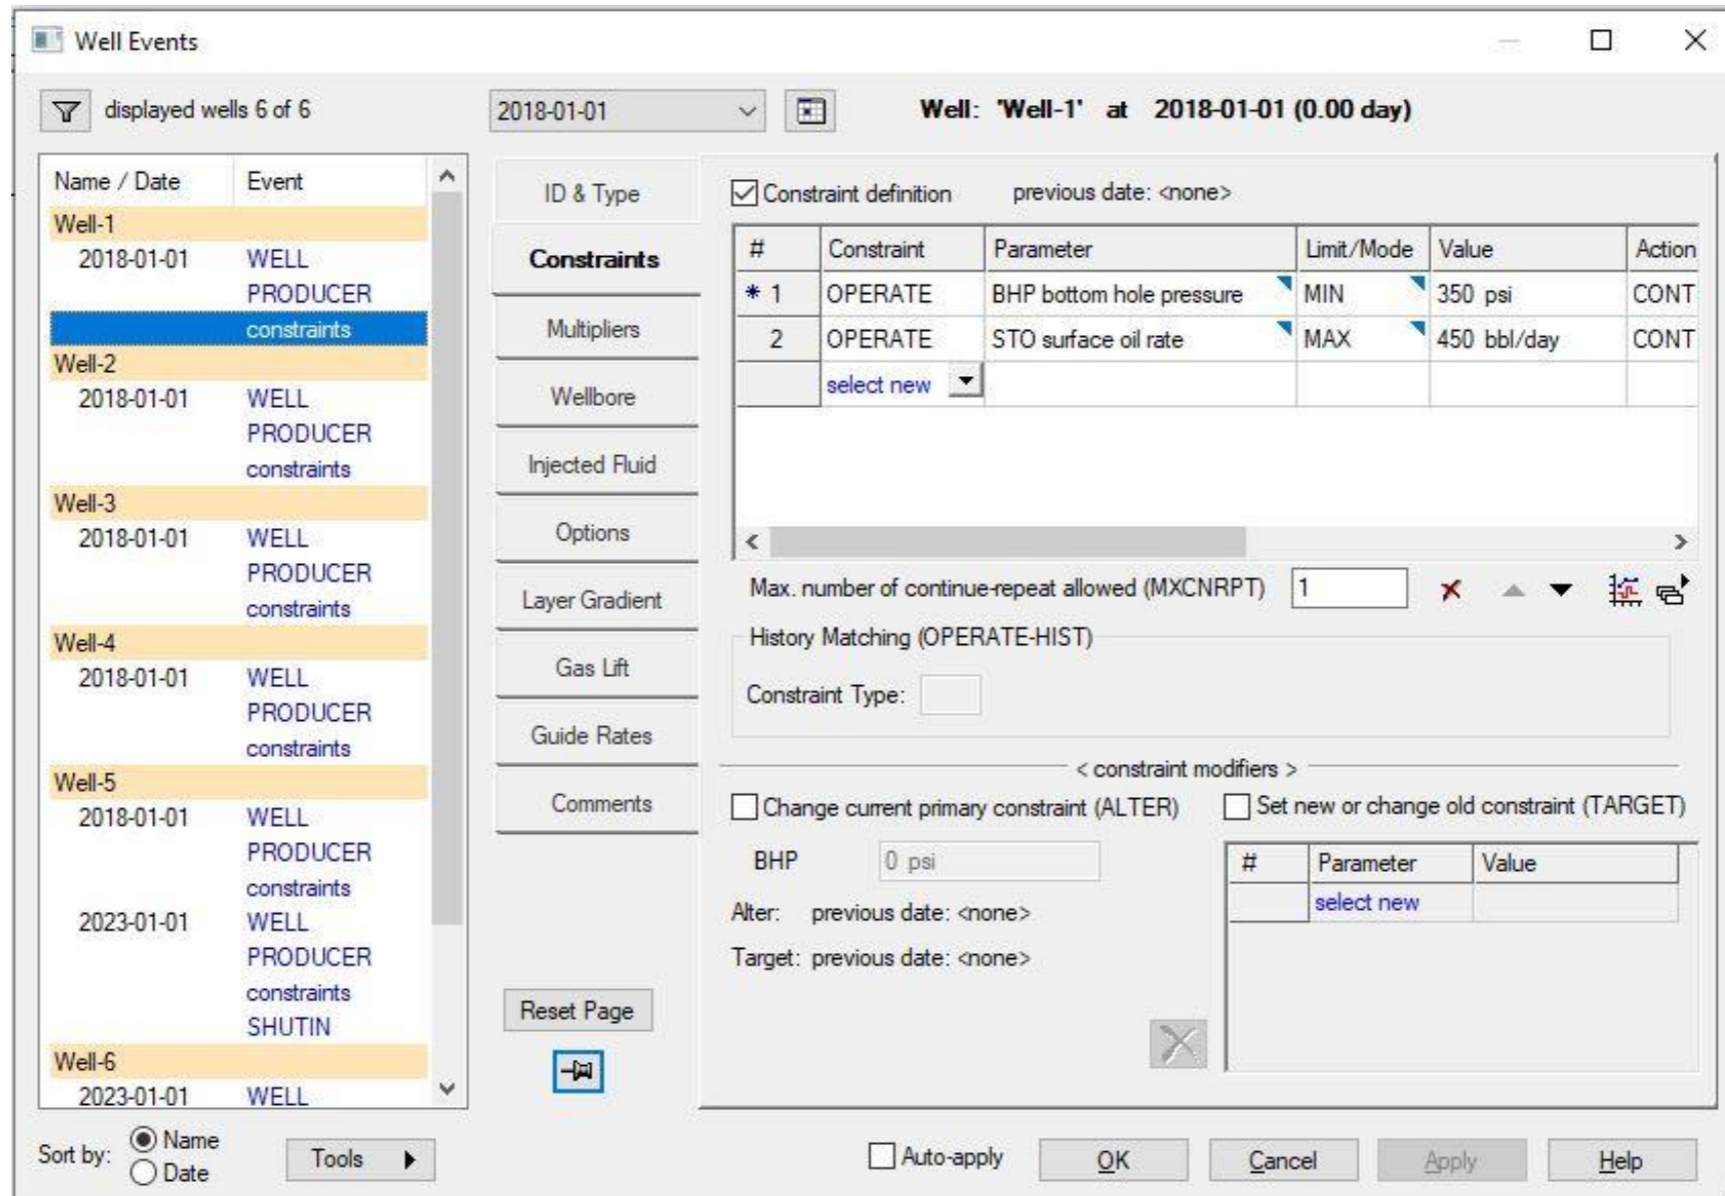 Well Events
displayed wells 6 of 6
2018-01-01
Well: 'Well-1' at 2018-01-01 (0.00 day)
Name / Date Event
Well-1
2018-01-01 WELL
PRODUCER
constraints
Well-2
2018-01-01 WELL
PRODUCER
constraints
Well-3
2018-01-01 WELL
PRODUCER
constraints
Well-4
2018-01-01 WELL
PRODUCER
constraints
Well-5
2018-01-01 WELL
PRODUCER
constraints
2023-01-01 WELL
PRODUCER
constraints
SHUTIN
Well-6
2023-01-01 WELL
Sort by: Name
Date
Tools
ID & Type
Constraints
Multipliers
Wellbore
Injected Fluid
Options
Layer Gradient
Gas Lift
Guide Rates
Comments
Reset Page
Constraint definition previous date: <none>
# Constraint Parameter Limit/Mode Value Action
* 1 OPERATE BHP bottom hole pressure MIN 350 psi CONT
2 OPERATE STO surface oil rate MAX 450 bbl/day CONT
select new
Max. number of continue-repeat allowed (MXCNRPT) 1
History Matching (OPERATE-HIST)
Constraint Type:
< constraint modifiers >
Change current primary constraint (ALTER)
BHP 0 psi
Alter: previous date: <none>
Target: previous date: <none>
Set new or change old constraint (TARGET)
# Parameter Value
select new
Auto-apply OK Cancel Apply Help